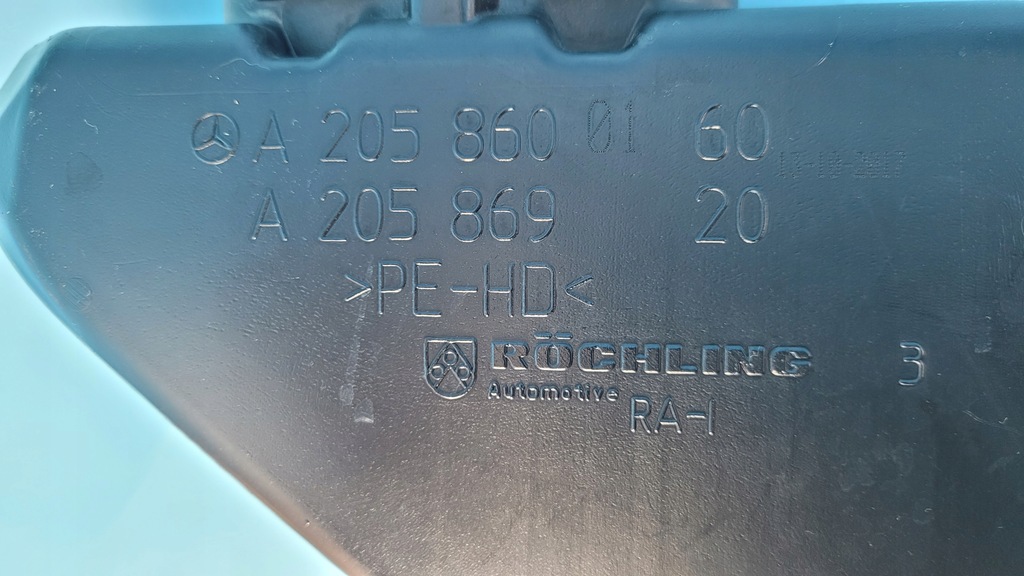 A 205 860 01 60
A 205 869 20
>PE-HD<
RÖCHLING 3
Automotive
RA-I